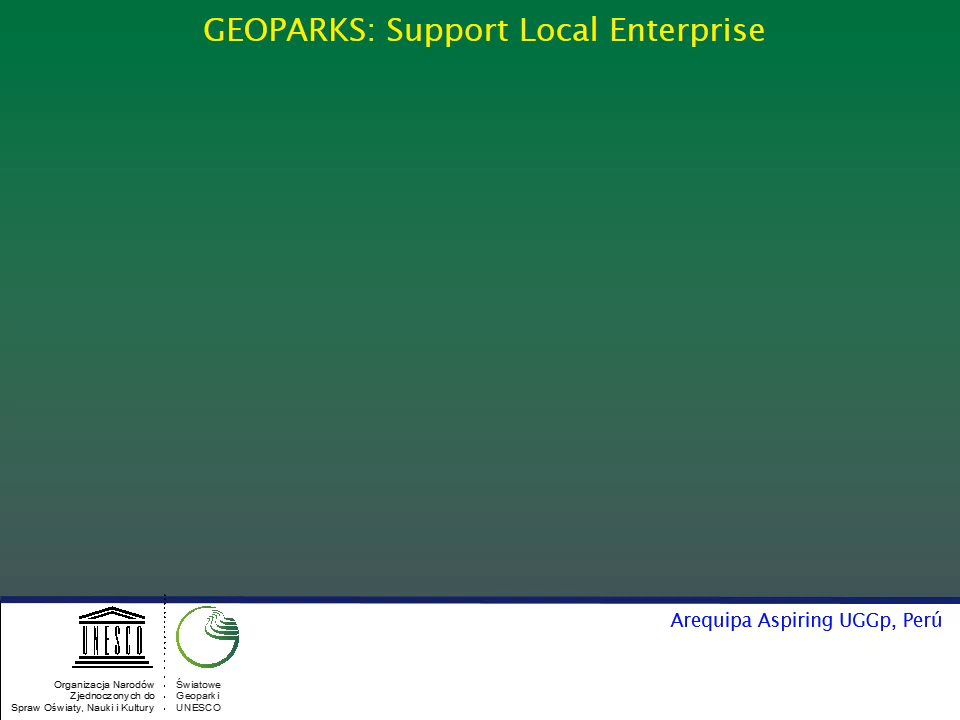 GEOPARKS: Support Local Enterprise
Arequipa Aspiring UGGp, Perú
UNESCO
Organizacja Narodów
Zjednoczonych do
Spraw Oświaty, Nauki i Kultury
Światowe
Geoparki
UNESCO